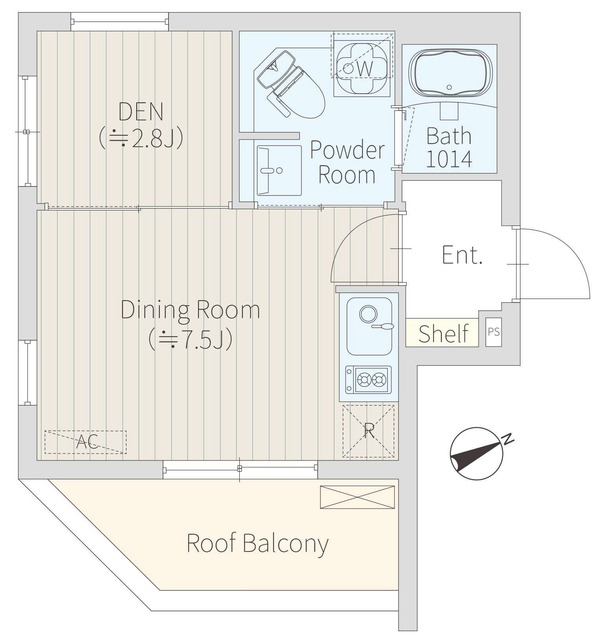 DEN
(≒2.8J)
W
Powder
Room
Bath
1014
Ent.
Dining Room
(≒7.5J)
Shelf
PS
R
AC
N
Roof Balcony